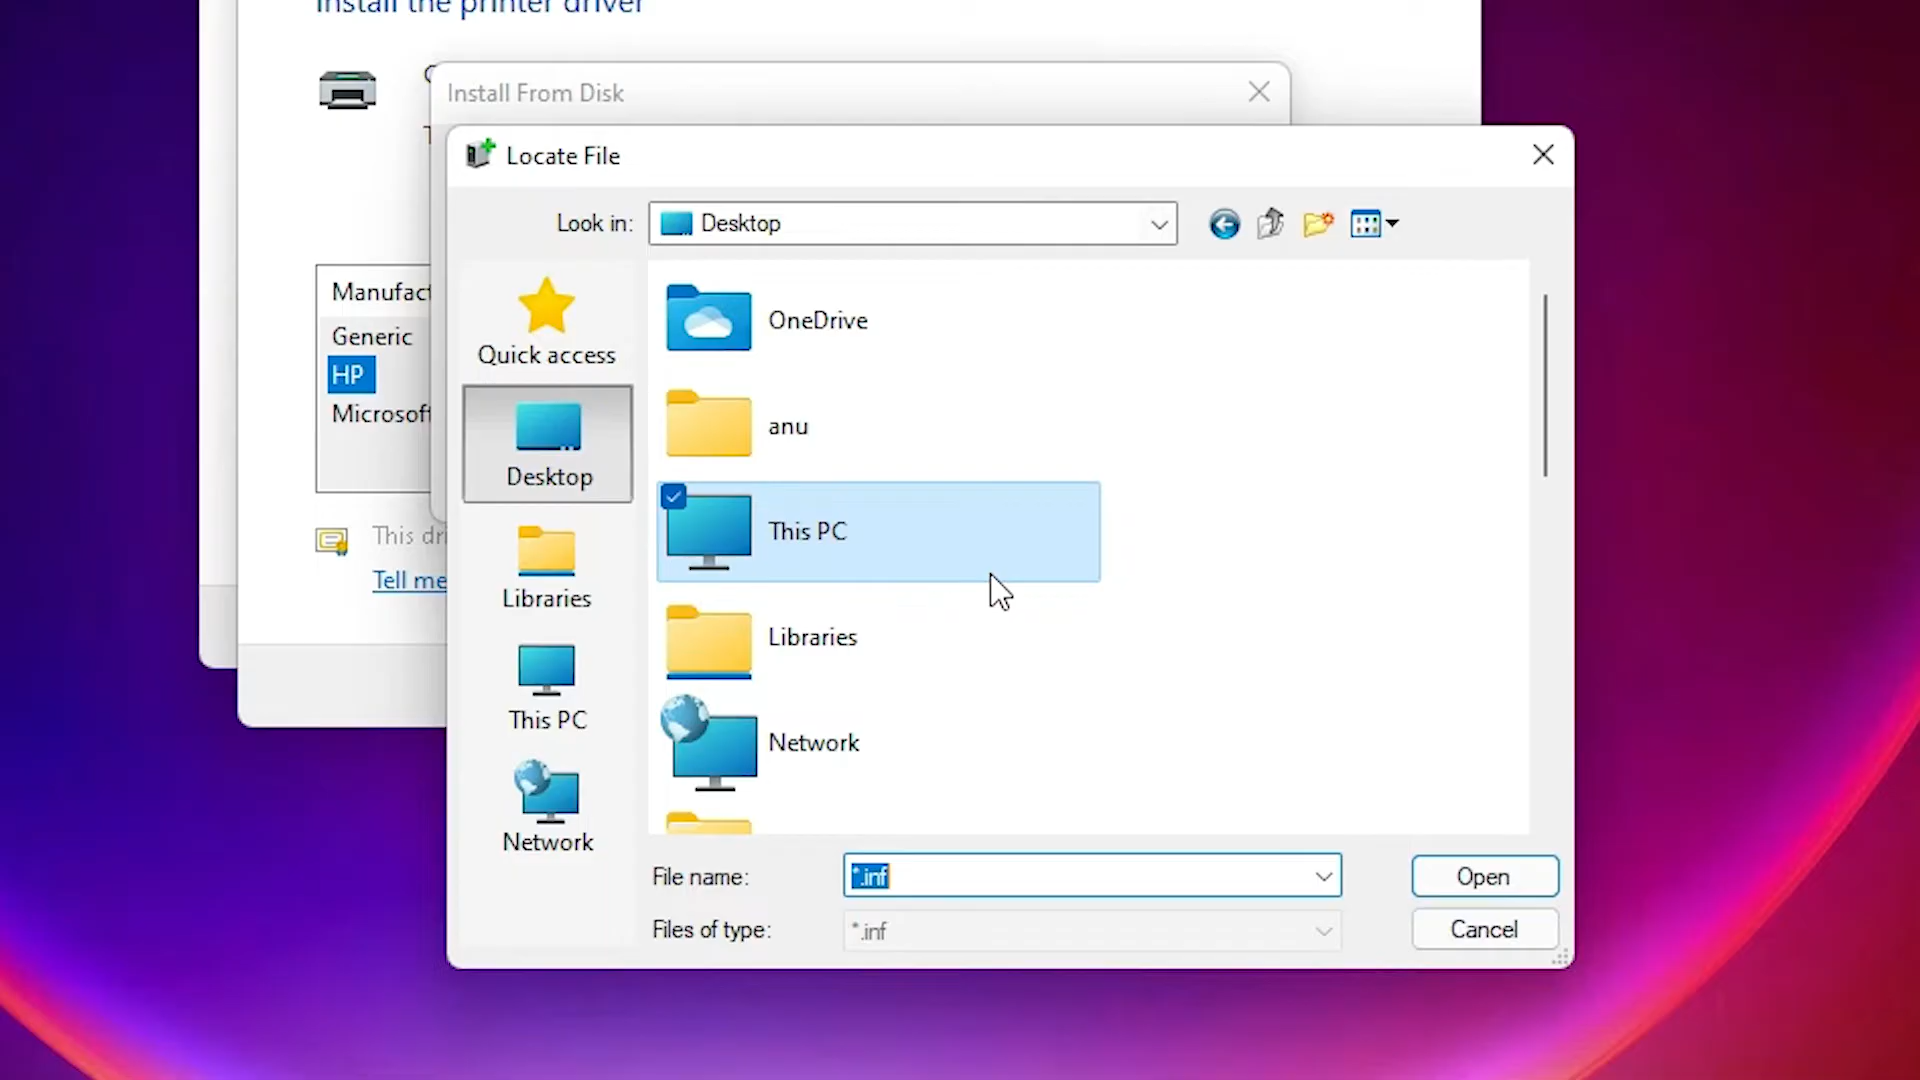 Install the printer driver
Install From Disk
Locate File
Look in:
Desktop
Quick access
Desktop
Libraries
This PC
Network
OneDrive
anu
This PC
Libraries
Network
Manufact
Generic
HP
Microsoft
This dri
Tell me
File name:
*.inf
Open
Files of type:
*.inf
Cancel